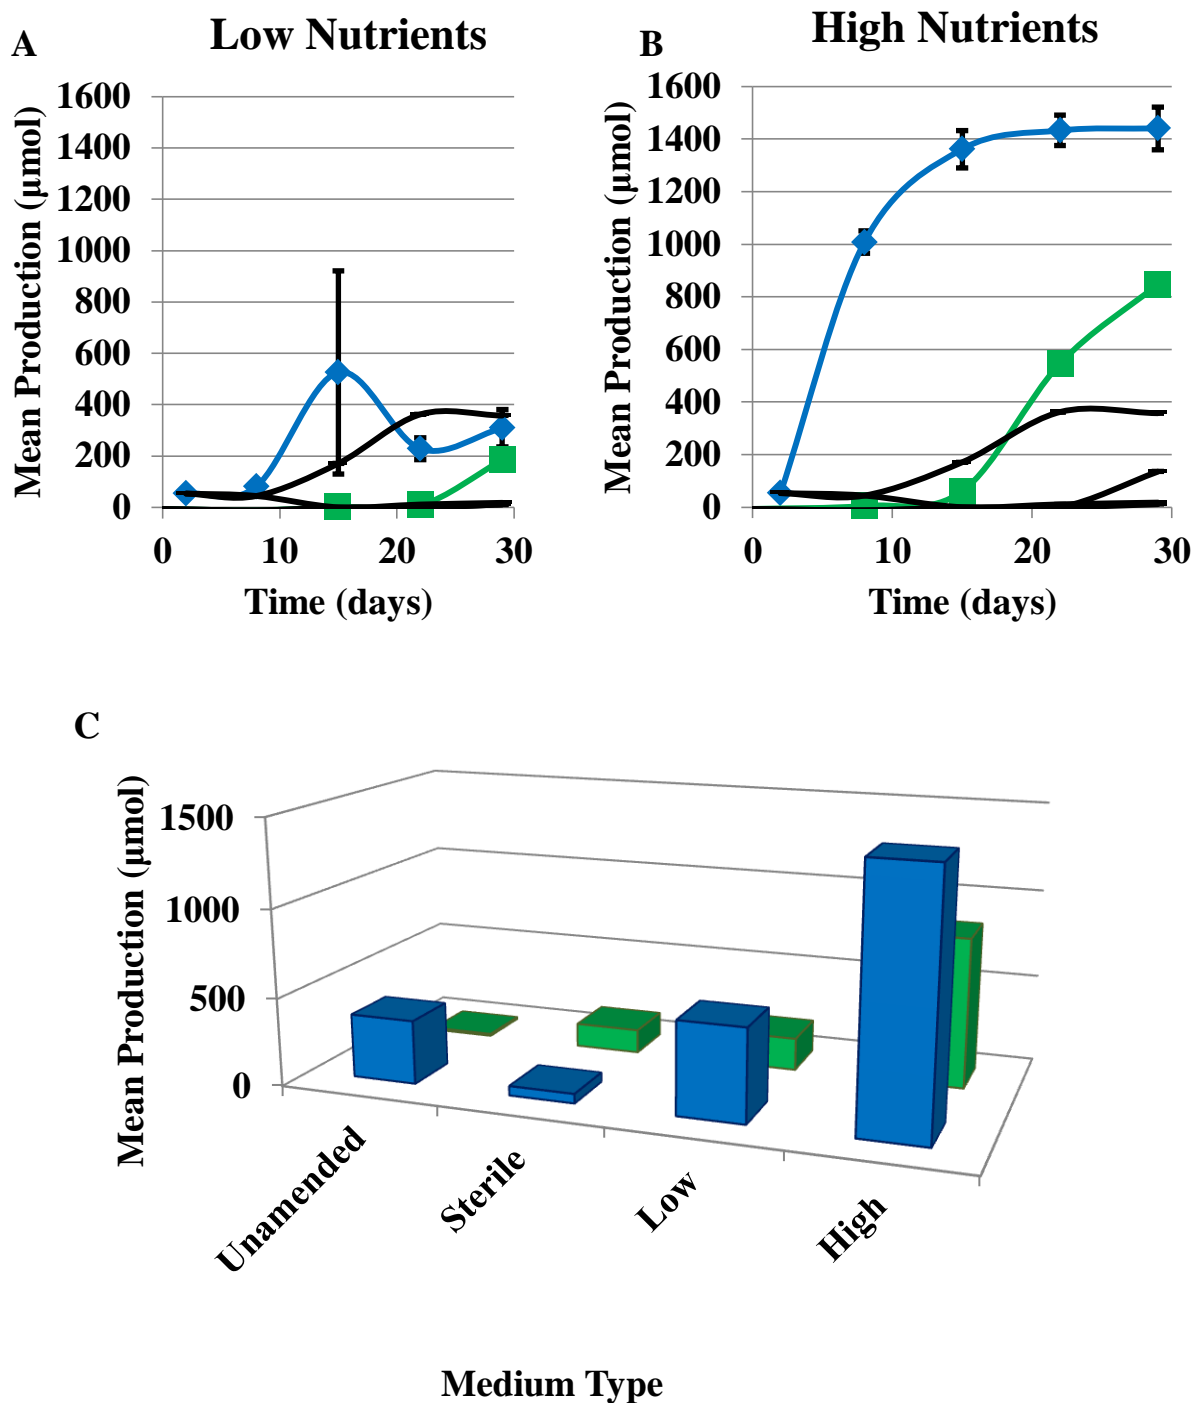 A
Low Nutrients
1600
1400
1200
1000
800
600
400
200
0
Mean Production (µmol)
0 10 20 30
Time (days)
B
High Nutrients
1600
1400
1200
1000
800
600
400
200
0
Mean Production (µmol)
0 10 20 30
Time (days)
C
1500
1000
500
0
Mean Production (µmol)
Unamended
Sterile
Low
High
Medium Type